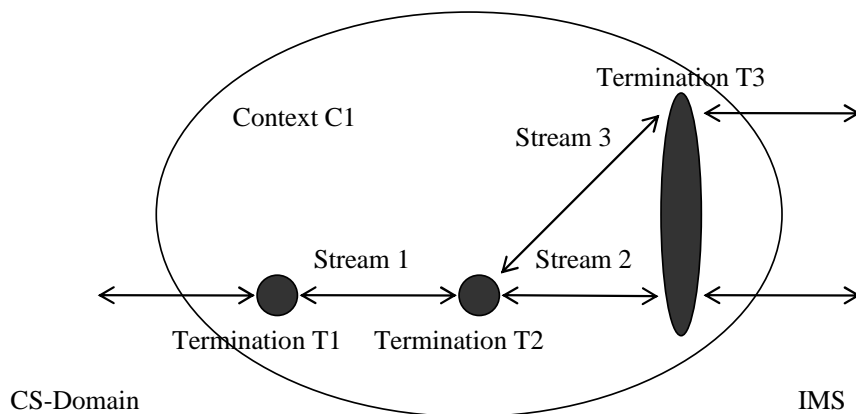 Termination T3
Context C1
Stream 3
Stream 1
Stream 2
Termination T1
Termination T2
CS-Domain
IMS